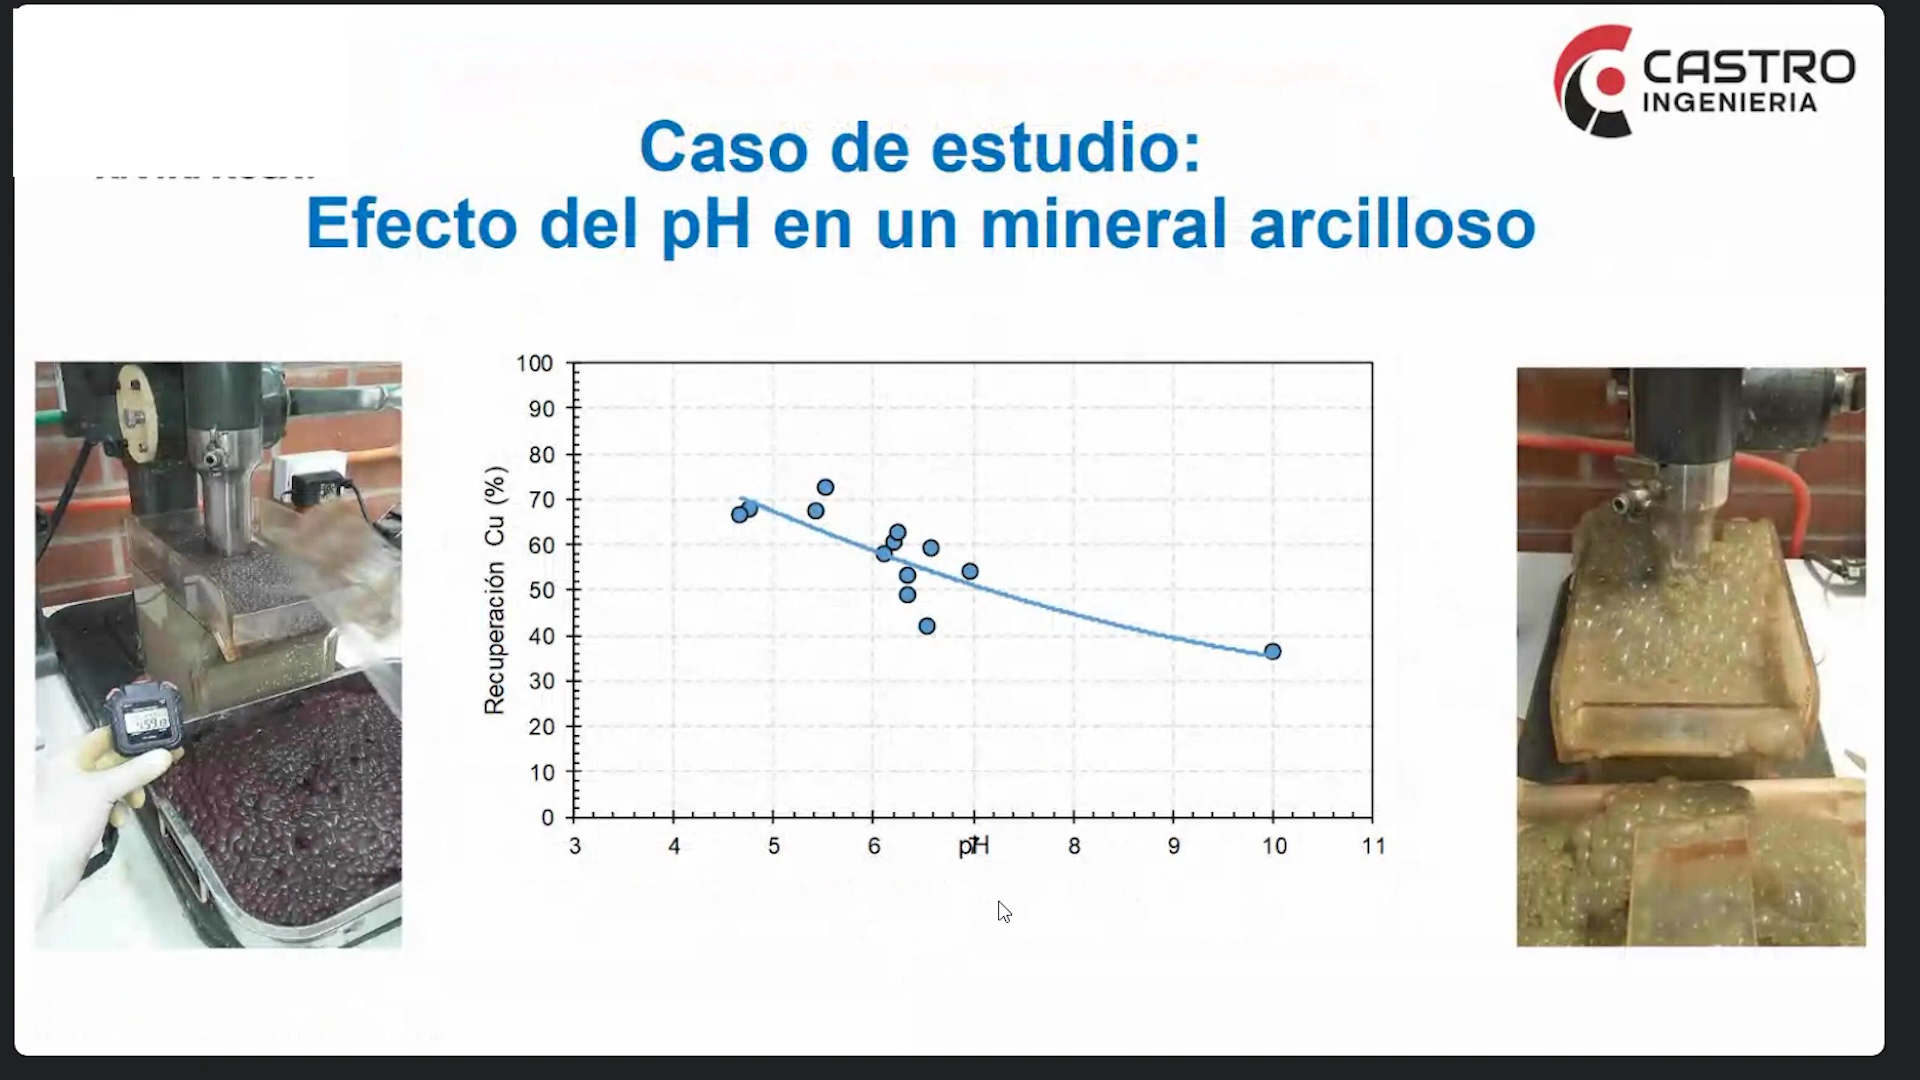 CASTRO
INGENIERIA
Caso de estudio:
Efecto del pH en un mineral arcilloso
Recuperación Cu (%)
100
90
80
70
60
50
40
30
20
10
0
3 4 5 6 7 8 9 10 11
pH